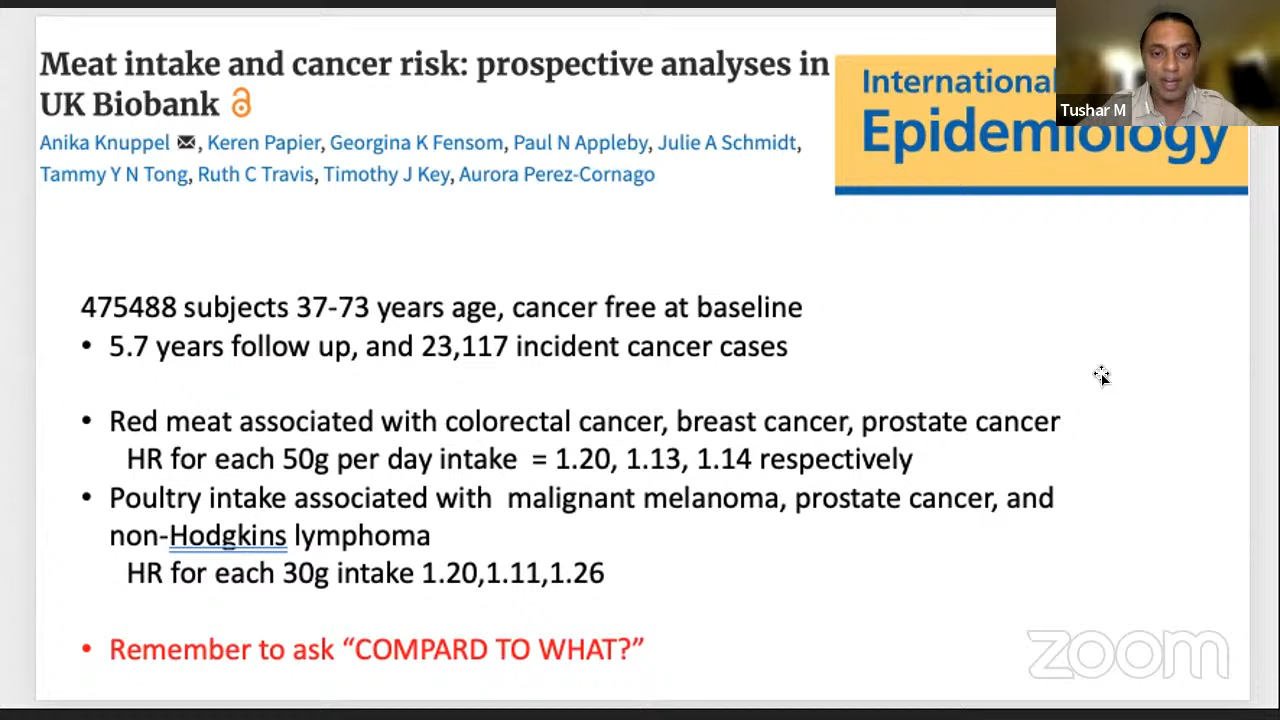 Meat intake and cancer risk: prospective analyses in
UK Biobank
Anika Knuppel, Keren Papier, Georgina K Fensom, Paul N Appleby, Julie A Schmidt,
Tammy Y N Tong, Ruth C Travis, Timothy J Key, Aurora Perez-Cornago
International
Epidemiology
Tushar M
475488 subjects 37-73 years age, cancer free at baseline
• 5.7 years follow up, and 23,117 incident cancer cases
• Red meat associated with colorectal cancer, breast cancer, prostate cancer
HR for each 50g per day intake = 1.20, 1.13, 1.14 respectively
• Poultry intake associated with malignant melanoma, prostate cancer, and
non-Hodgkins lymphoma
HR for each 30g intake 1.20,1.11,1.26
• Remember to ask “COMPARD TO WHAT?”
zoom